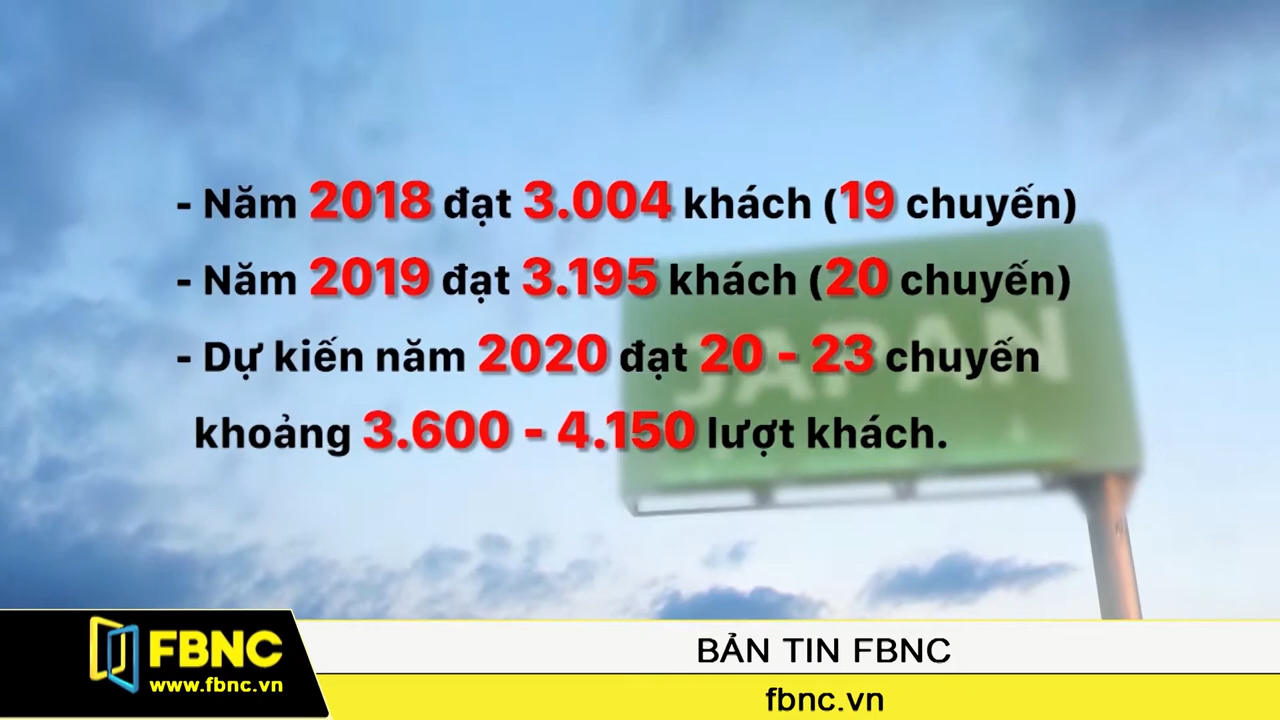 - Năm 2018 đạt 3.004 khách (19 chuyến)
- Năm 2019 đạt 3.195 khách (20 chuyến)
- Dự kiến năm 2020 đạt 20 - 23 chuyến
khoảng 3.600 - 4.150 lượt khách.
JAPAN
FBNC
www.fbnc.vn
BẢN TIN FBNC
fbnc.vn